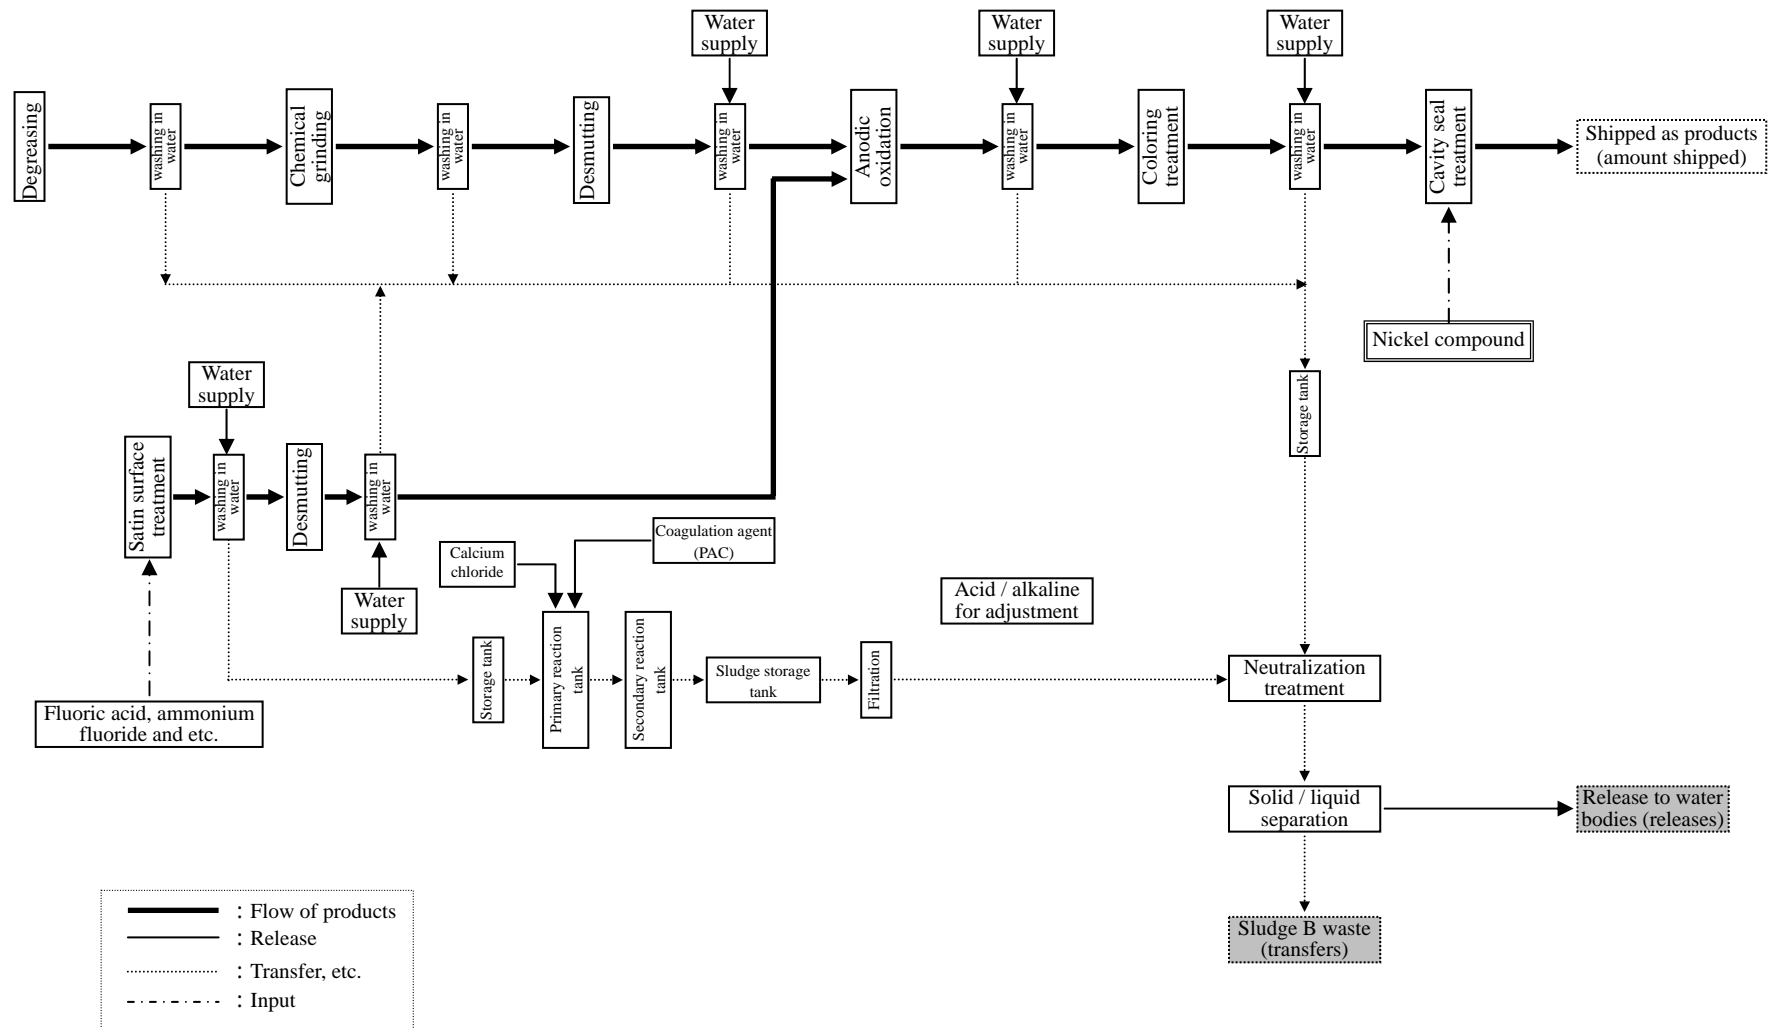 Water
supply
Water
supply
Water
supply
Degreasing
washing in
water
Chemical
grinding
washing in
water
Desmutting
washing in
water
Anodic
oxidation
washing in
water
Coloring
treatment
washing in
water
Cavity seal
treatment
Shipped as products
(amount shipped)
Nickel compound
Water
supply
Storage tank
Satin surface
treatment
washing in
water
Desmutting
washing in
water
Water
supply
Calcium
chloride
Coagulation agent
(PAC)
Acid / alkaline
for adjustment
Storage tank
Primary reaction
tank
Secondary reaction
tank
Sludge storage
tank
Filtration
Neutralization
treatment
Fluoric acid, ammonium
fluoride and etc.
Solid / liquid
separation
Release to water
bodies (releases)
Sludge B waste
(transfers)
: Flow of products
: Release
: Transfer, etc.
: Input